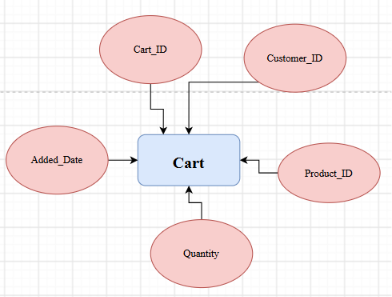 Cart_ID
Customer_ID
Added_Date
Cart
Product_ID
Quantity